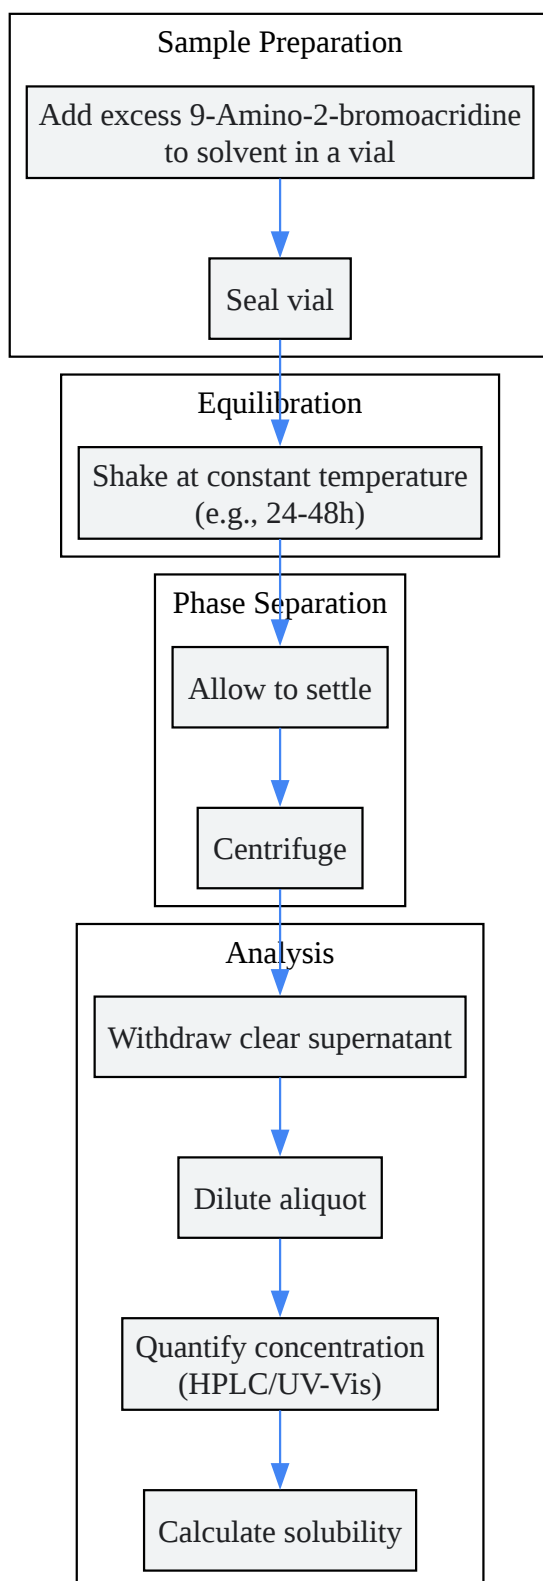 Sample Preparation
Add excess 9-Amino-2-bromoacridine
to solvent in a vial
Seal vial
Equilibration
Shake at constant temperature
(e.g., 24-48h)
Phase Separation
Allow to settle
Centrifuge
Analysis
Withdraw clear supernatant
Dilute aliquot
Quantify concentration
(HPLC/UV-Vis)
Calculate solubility